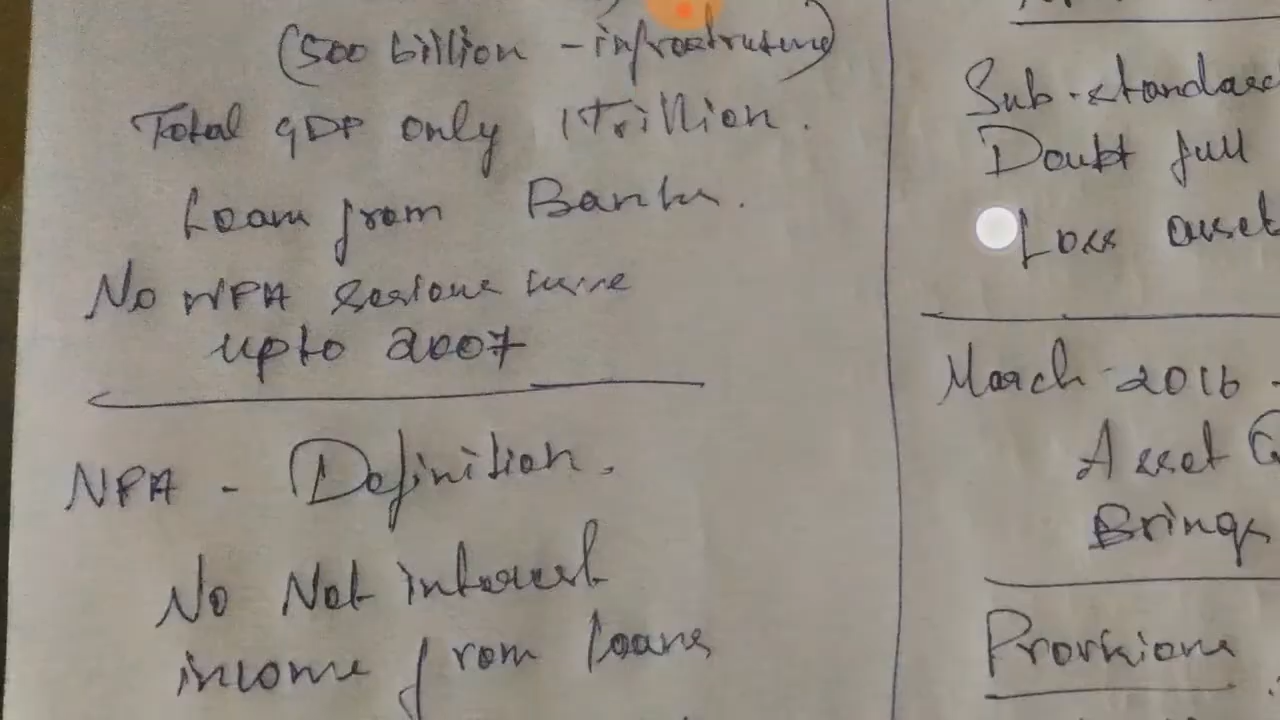 (500 billion - infrastruture)
Total GDP only 1 Trillion.
Loan from Banks.
No NPA serious issue
upto 2007
NPA - Definition.
No Net interest
income from loans
Sub-standard
Doubt full
Loss asset
March-2016 -
Asset Q
Brings
Provisions